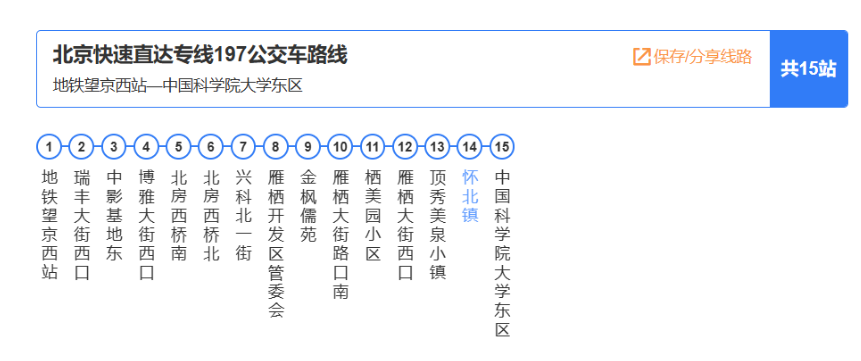 北京快速直达专线197公交车路线
保存/分享线路
共15站
地铁望京西站—中国科学院大学东区
1 2 3 4 5 6 7 8 9 10 11 12 13 14 15
地铁望京西站
瑞丰大街西口
中影基地东
博雅大街西口
北房西桥南
北房西桥北
兴科北一街
雁栖开发区管委会
金枫儒苑
雁栖大街路口南
栖美园小区
雁栖大街西口
顶秀美泉小镇
怀北镇
中国科学院大学东区